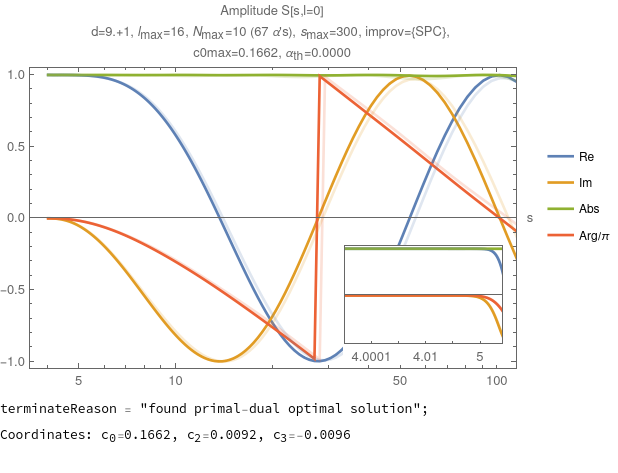 Amplitude S[s,l=0]
d=9.+1, lmax=16, Nmax=10 (67 α's), smax=300, improv={SPC},
c0max=0.1662, αth=0.0000
1.0
0.5
0.0
−0.5
−1.0
s
5 10 50 100
4.0001 4.01 5
Re
Im
Abs
Arg/π
terminateReason = "found primal-dual optimal solution";
Coordinates: c0=0.1662, c2=0.0092, c3=-0.0096